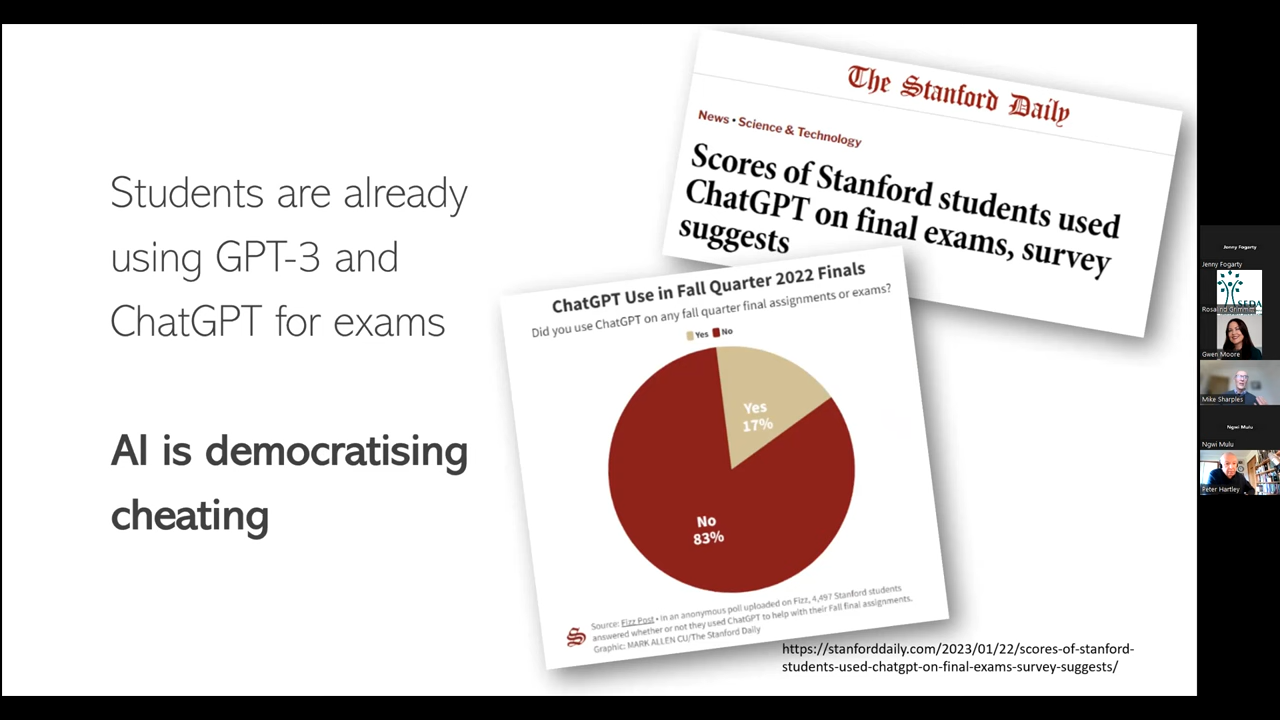 Students are already
using GPT-3 and
ChatGPT for exams
AI is democratising
cheating
The Stanford Daily
News • Science & Technology
Scores of Stanford students used
ChatGPT on final exams, survey
suggests
ChatGPT Use in Fall Quarter 2022 Finals
Did you use ChatGPT on any fall quarter final assignments or exams?
Yes No
Yes
17%
No
83%
S
Source: Fizz Post • In an anonymous poll uploaded on Fizz, 4,497 Stanford students
answered whether or not they used ChatGPT to help with their Fall final assignments.
Graphic: MARK ALLEN CU/The Stanford Daily
https://stanforddaily.com/2023/01/22/scores-of-stanford-
students-used-chatgpt-on-final-exams-survey-suggests/
Jenny Fogarty
Jenny Fogarty
SEDA
Rosalind Grimmitt
Gwen Moore
Mike Sharples
Ngwi Mulu
Ngwi Mulu
Peter Hartley